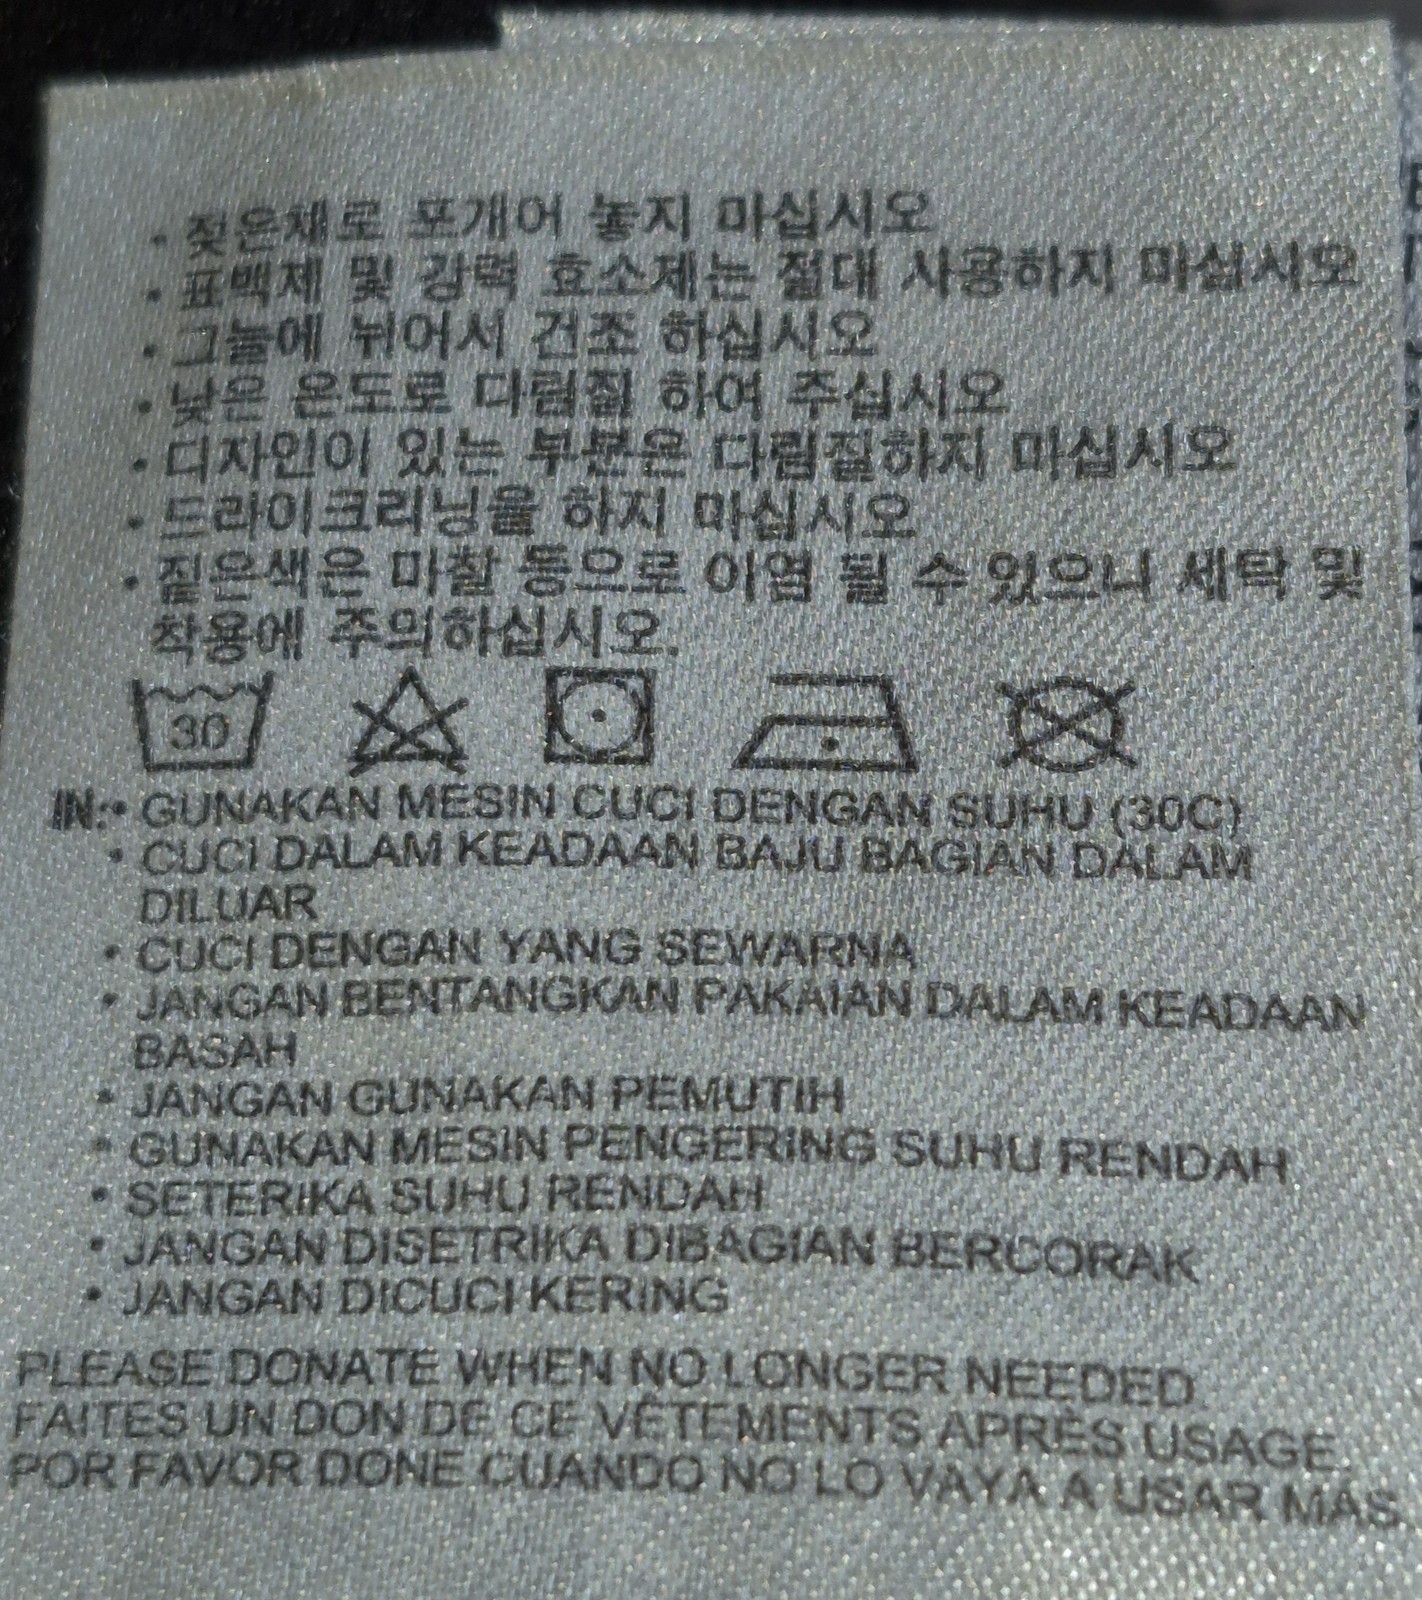 · 젖은재로 포개어 놓지 마십시오
· 표백제 및 강력 효소제는 절대 사용하지 마십시오
· 그늘에 뉘어서 건조 하십시오
· 낮은 온도로 다림질 하여 주십시오
· 디자인이 있는 부분은 다림질하지 마십시오
· 드라이크리닝을 하지 마십시오
· 짙은색은 마찰 등으로 이염 될 수 있으니 세탁 및
착용에 주의하십시오.
30
IN:• GUNAKAN MESIN CUCI DENGAN SUHU (30C)
• CUCI DALAM KEADAAN BAJU BAGIAN DALAM
DILUAR
• CUCI DENGAN YANG SEWARNA
• JANGAN BENTANGKAN PAKAIAN DALAM KEADAAN
BASAH
• JANGAN GUNAKAN PEMUTIH
• GUNAKAN MESIN PENGERING SUHU RENDAH
• SETERIKA SUHU RENDAH
• JANGAN DISETRIKA DIBAGIAN BERCORAK
• JANGAN DICUCI KERING
PLEASE DONATE WHEN NO LONGER NEEDED.
FAITES UN DON DE CE VÊTEMENTS APRÈS USAGE.
POR FAVOR DONE CUANDO NO LO VAYA A USAR MÁS.